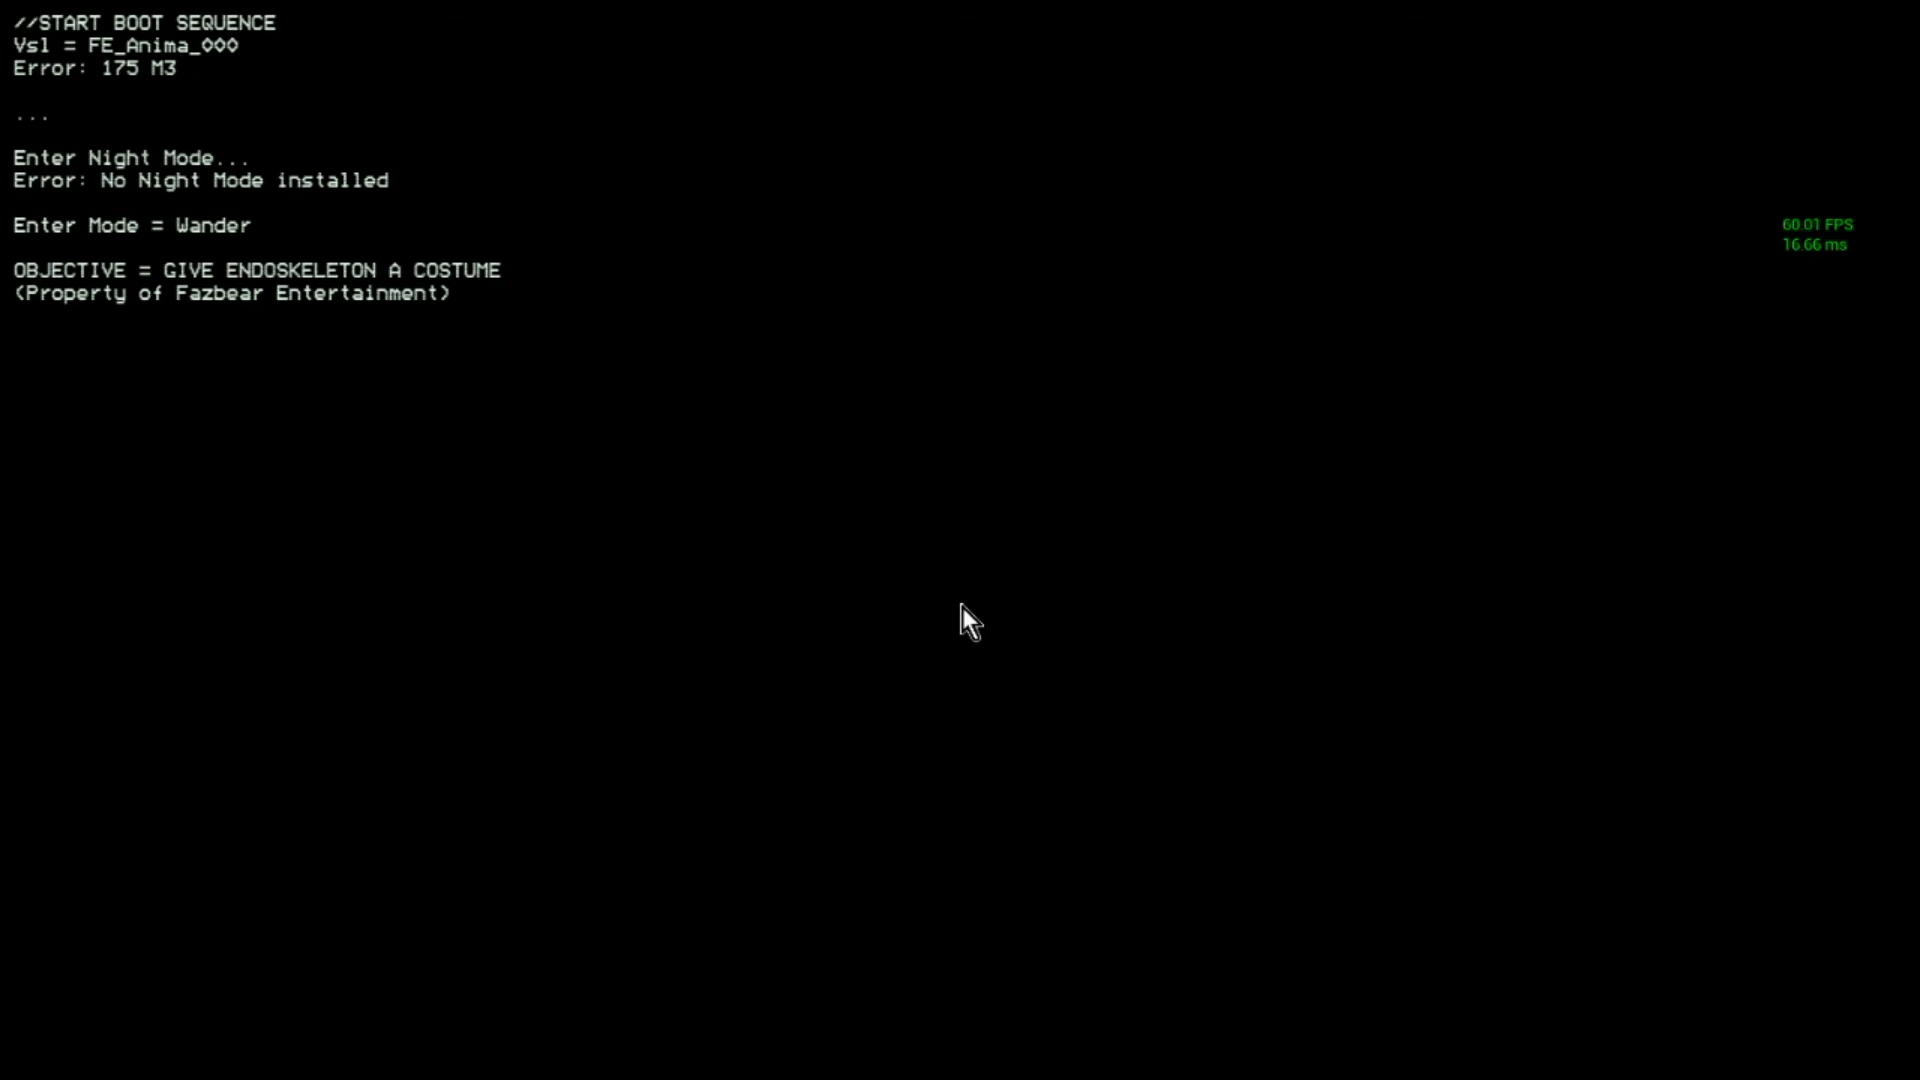 //START BOOT SEQUENCE
Vsl = FE_Anima_000
Error: 175 M3
...
Enter Night Mode...
Error: No Night Mode installed
Enter Mode = Wander
60.01 FPS
16.66 ms
OBJECTIVE = GIVE ENDOSKELETON A COSTUME
(Property of Fazbear Entertainment)